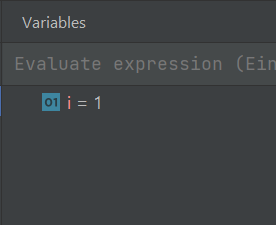 Variables
Evaluate expression (Ein
01 i = 1